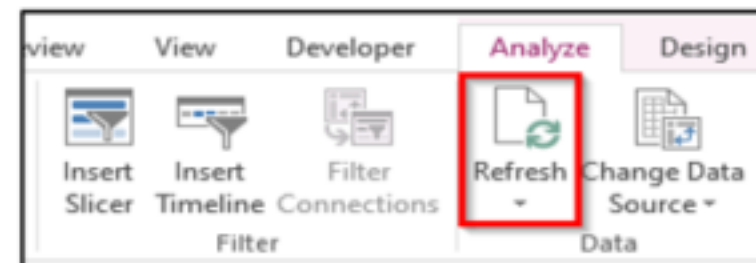 view View Developer Analyze Design
Insert Slicer
Insert Timeline
Filter Connections
Refresh
Change Data Source
Filter Data